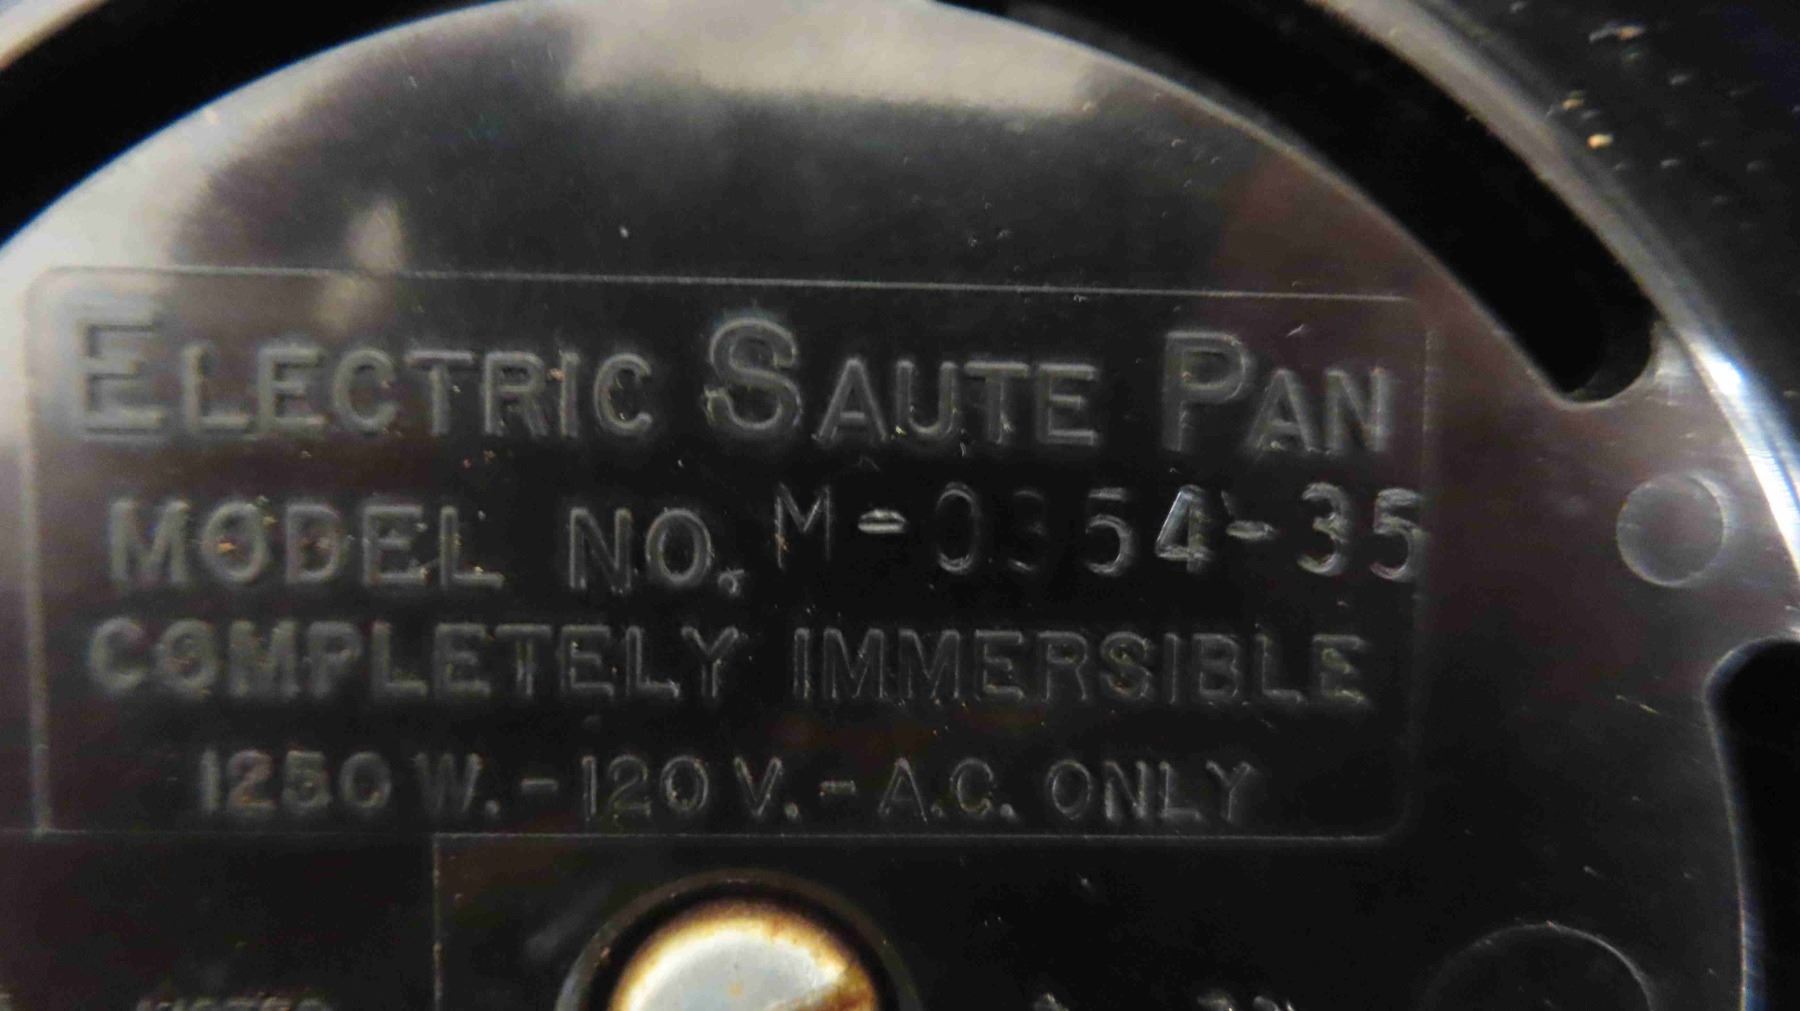 ELECTRIC SAUTE PAN
MODEL NO. M-0354-35
COMPLETELY IMMERSIBLE
1250 W. - 120 V. - A.C. ONLY